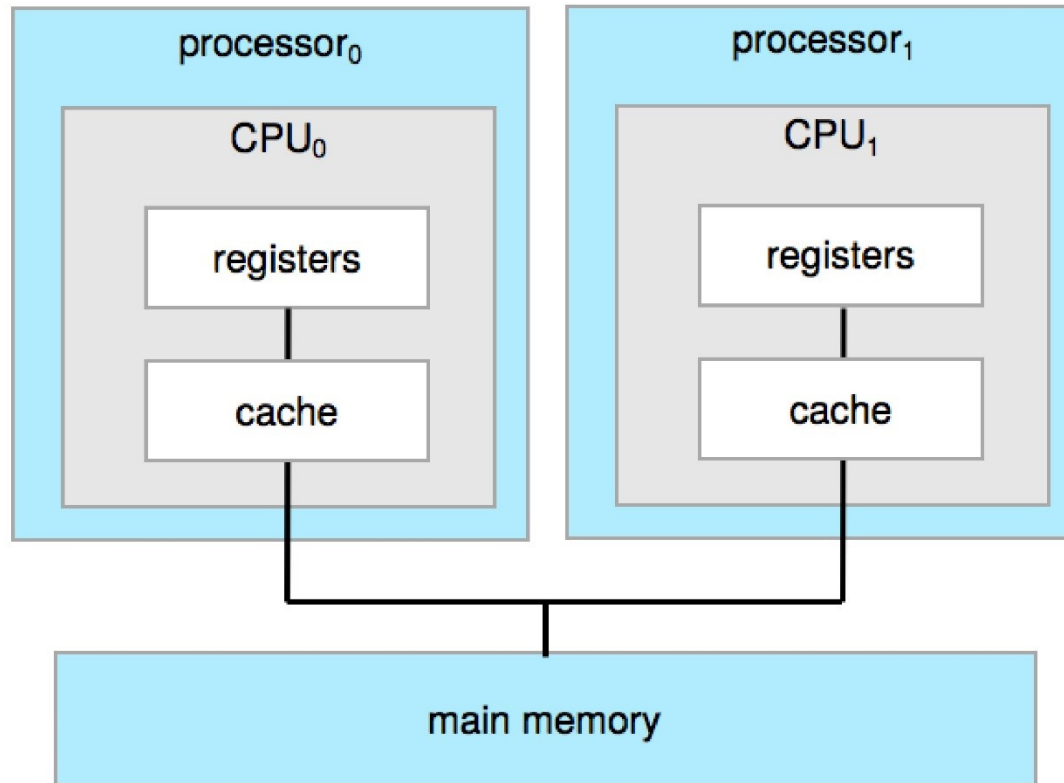 processor₀
CPU₀
registers
cache
processor₁
CPU₁
registers
cache
main memory